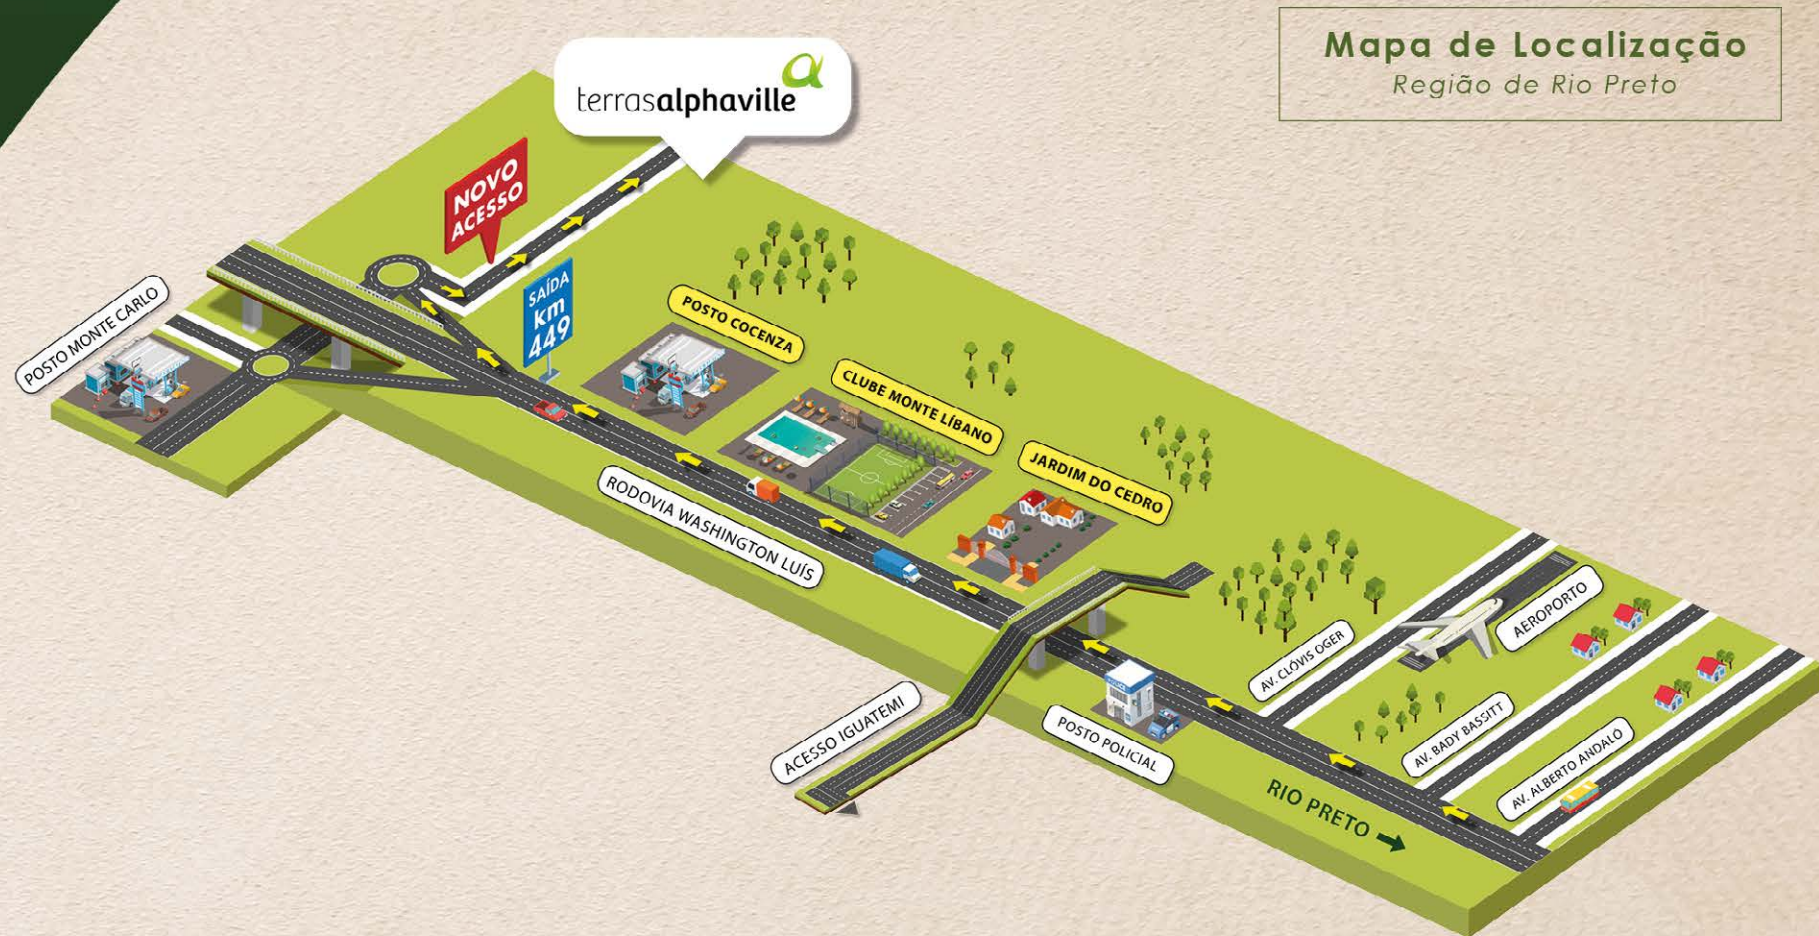 Mapa de Localização
Região de Rio Preto
terrasalphaville
NOVO
ACESSO
SAÍDA
km
449
POSTO MONTE CARLO
POSTO COCENZA
CLUBE MONTE LÍBANO
JARDIM DO CEDRO
RODOVIA WASHINGTON LUÍS
ACESSO IGUATEMI
POSTO POLICIAL
AV. CLÓVIS OGER
AEROPORTO
AV. BADY BASSITT
AV. ALBERTO ANDALÓ
RIO PRETO